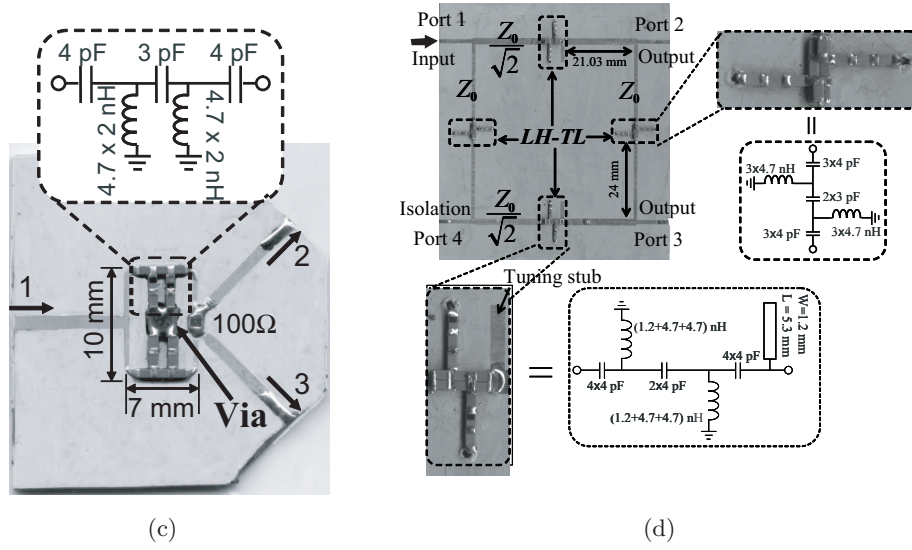 4 pF 3 pF 4 pF
4.7 x 2 nH
4.7 x 2 nH
1
2
10 mm
100Ω
3
7 mm
Via
(c)
Port 1
Input
Z0
√2
21.03 mm
Port 2
Output
Z0
Z0
LH-TL
24 mm
Isolation
Port 4
Z0
√2
Output
Port 3
Tuning stub
=
3x4 pF
3x4.7 nH
2x3 pF
3x4 pF
3x4.7 nH
=
(1.2+4.7+4.7) nH
W=1.2 mm
L = 5.3 mm
4x4 pF
4x4 pF
2x4 pF
(1.2+4.7+4.7) nH
(d)